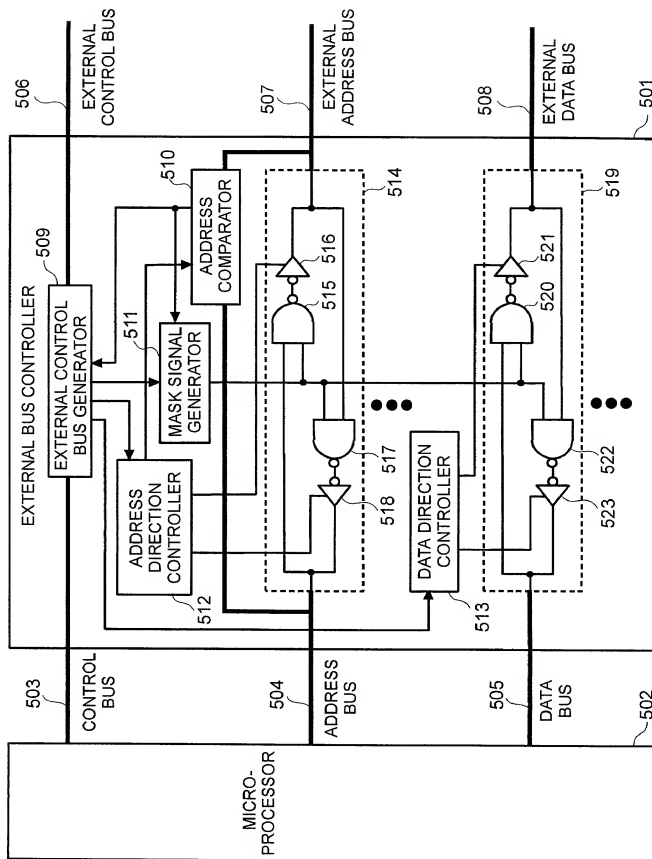 506
EXTERNAL
CONTROL BUS
507
EXTERNAL
ADDRESS BUS
508
EXTERNAL
DATA BUS
501
EXTERNAL BUS CONTROLLER
509
EXTERNAL CONTROL
BUS GENERATOR
510
ADDRESS
COMPARATOR
511
MASK SIGNAL
GENERATOR
514
516
515
517
518
ADDRESS
DIRECTION
CONTROLLER
512
519
521
520
522
523
DATA DIRECTION
CONTROLLER
513
503
CONTROL
BUS
504
ADDRESS
BUS
505
DATA
BUS
502
MICRO-
PROCESSOR